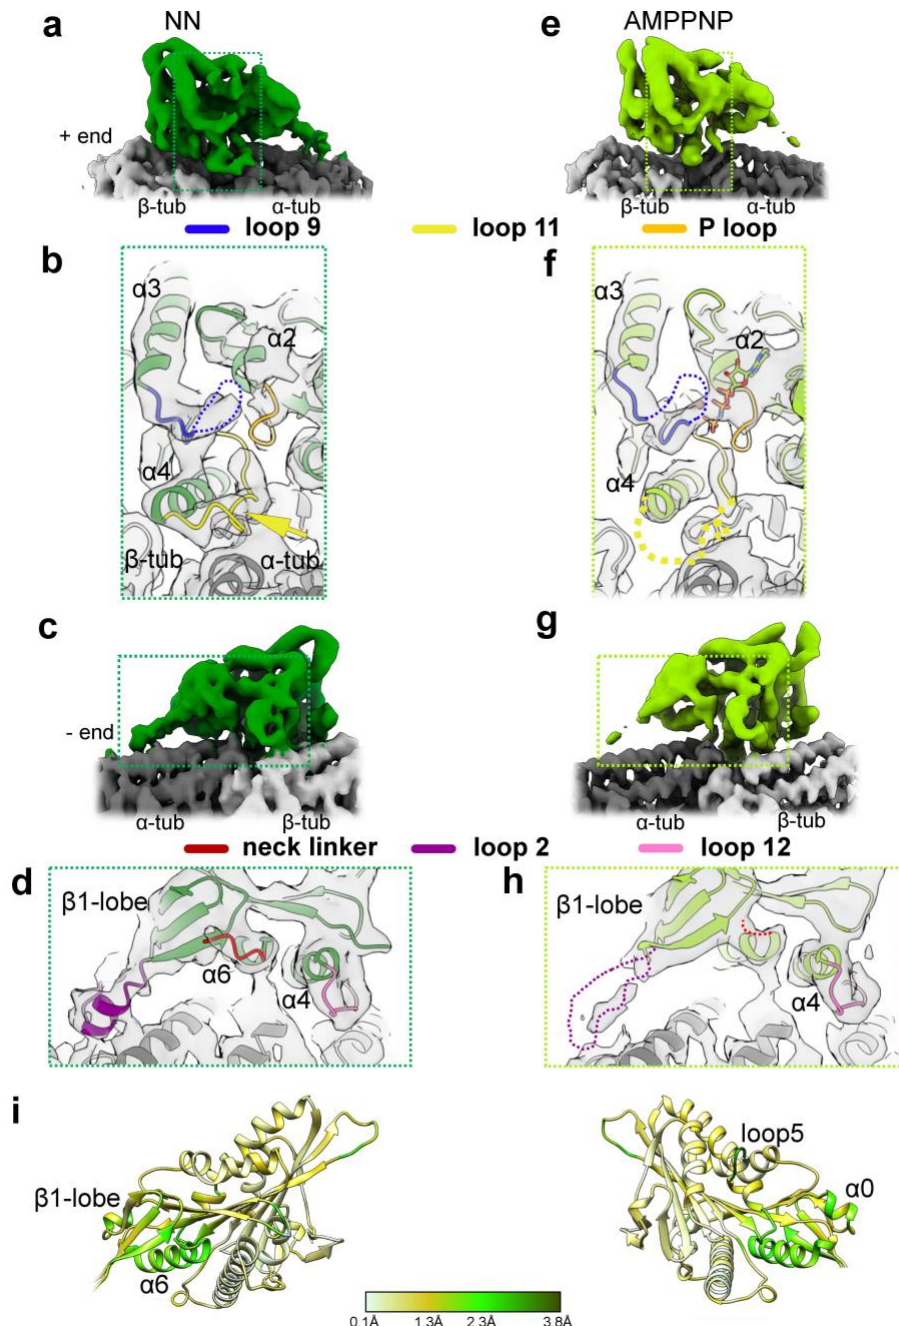 a
NN
e
AMPPNP
+ end
β-tub
α-tub
β-tub
α-tub
loop 9
loop 11
P loop
b
α3
α2
α4
β-tub
α-tub
f
α3
α2
α4
c
- end
α-tub
β-tub
g
α-tub
β-tub
neck linker
loop 2
loop 12
d
β1-lobe
α6
α4
h
β1-lobe
α4
i
β1-lobe
α6
loop5
α0
0.1Å
1.3Å
2.3Å
3.8Å